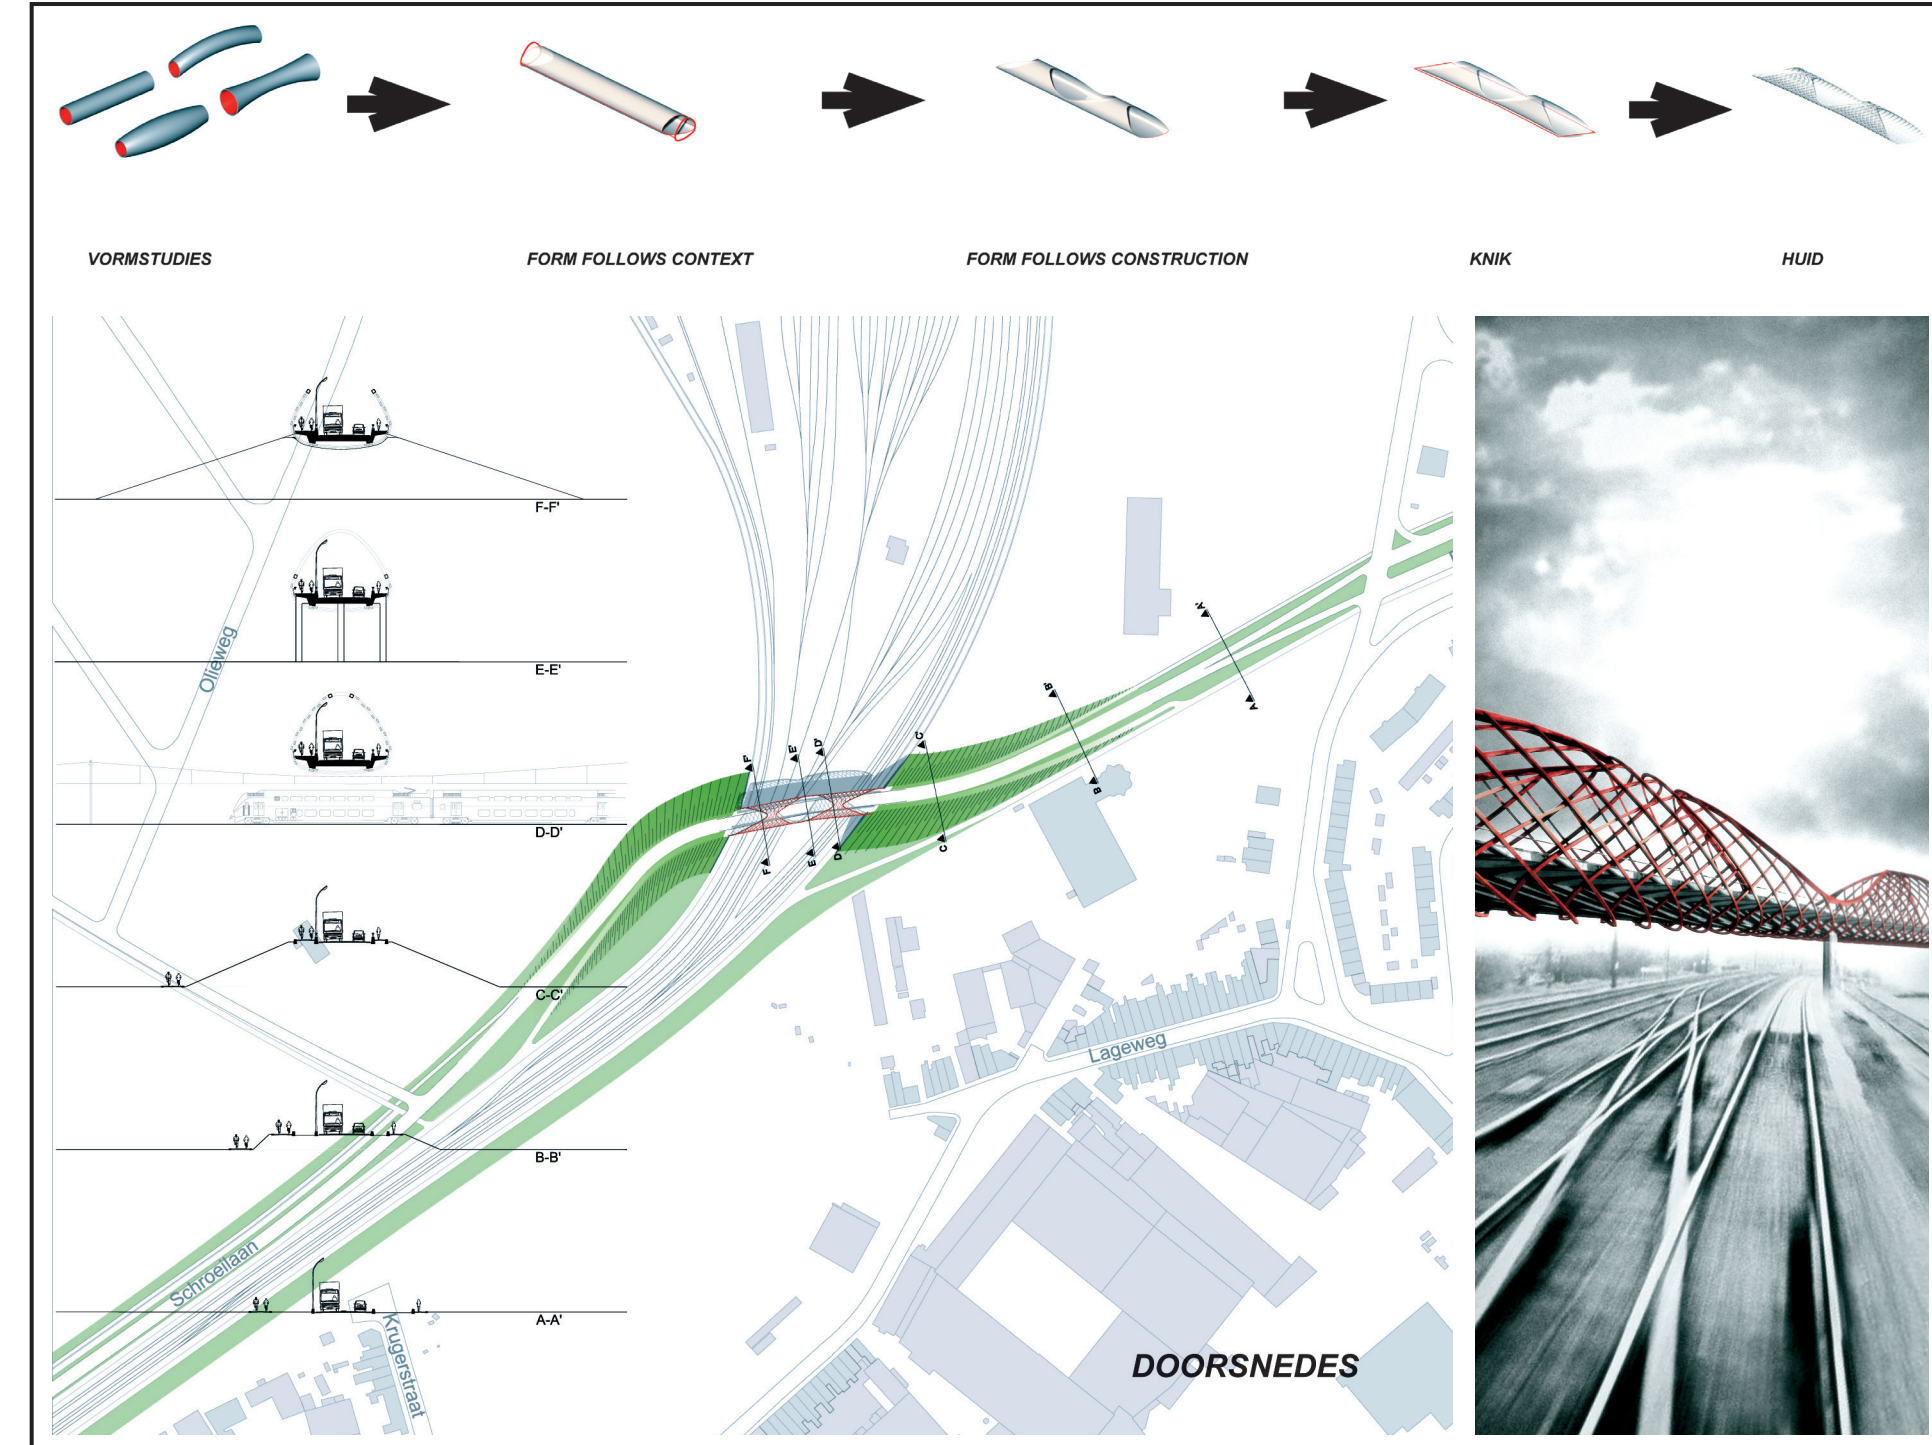 VORMSTUDIES
FORM FOLLOWS CONTEXT
FORM FOLLOWS CONSTRUCTION
KNIK
HUID
F-F'
E-E'
D-D'
C-C'
B-B'
A-A'
Olieweg
Schroeilaan
Krugerstraat
Lageweg
F'
E'
D'
C'
B'
A'
F
E
D
C
B
A
DOORSNEDES